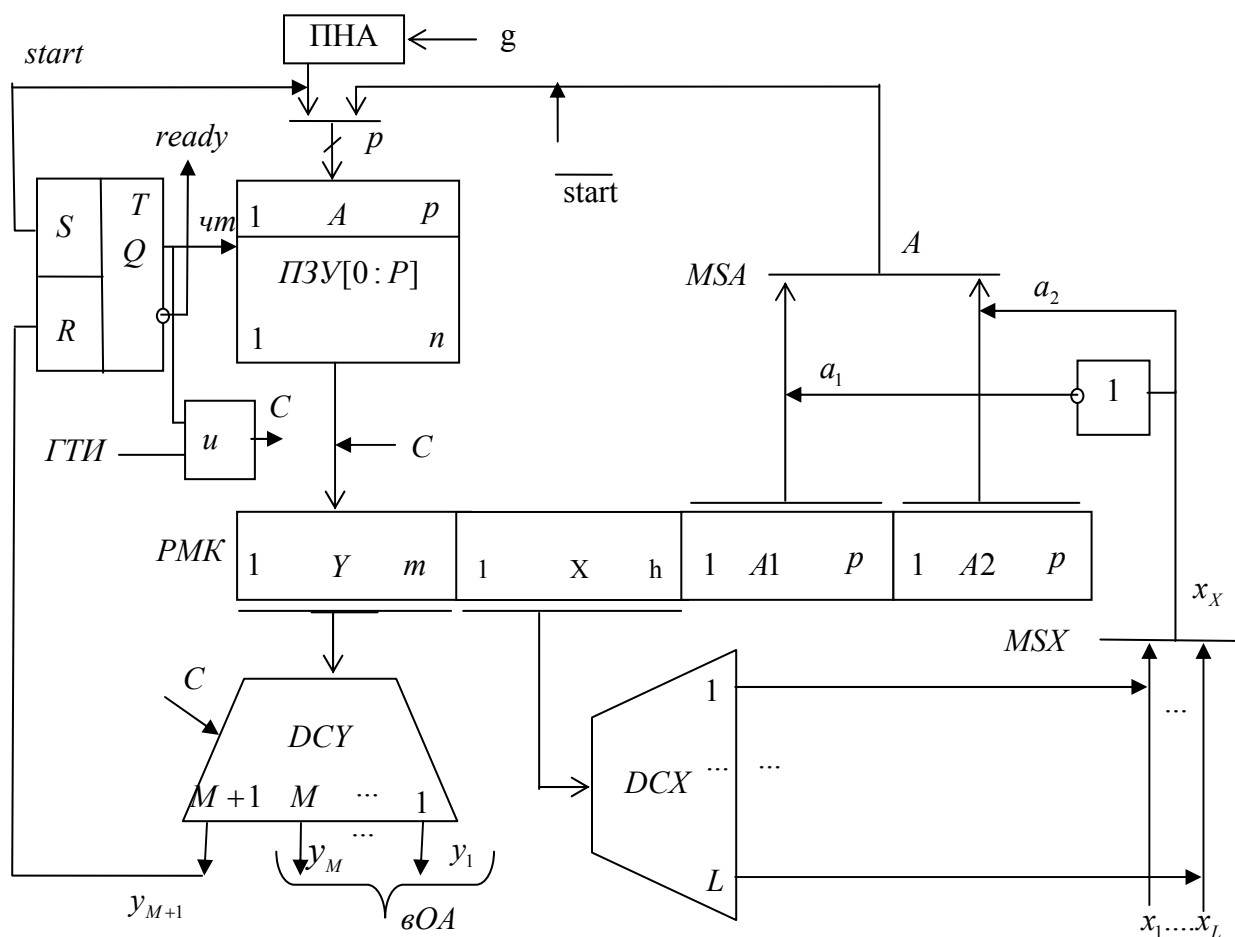 ПНА
g
start
ready
p
start
S
T
Q
R
чт
1 A p
ПЗУ[0 : P]
1 n
A
MSA
a2
a1
1
C
ГТИ
и
C
РМК
1 Y m
1 X h
1 A1 p
1 A2 p
xX
MSX
C
DCY
M + 1 M ... 1
...
yM
y1
yM+1
вОА
1
DCX
... ...
L
...
x1....xL